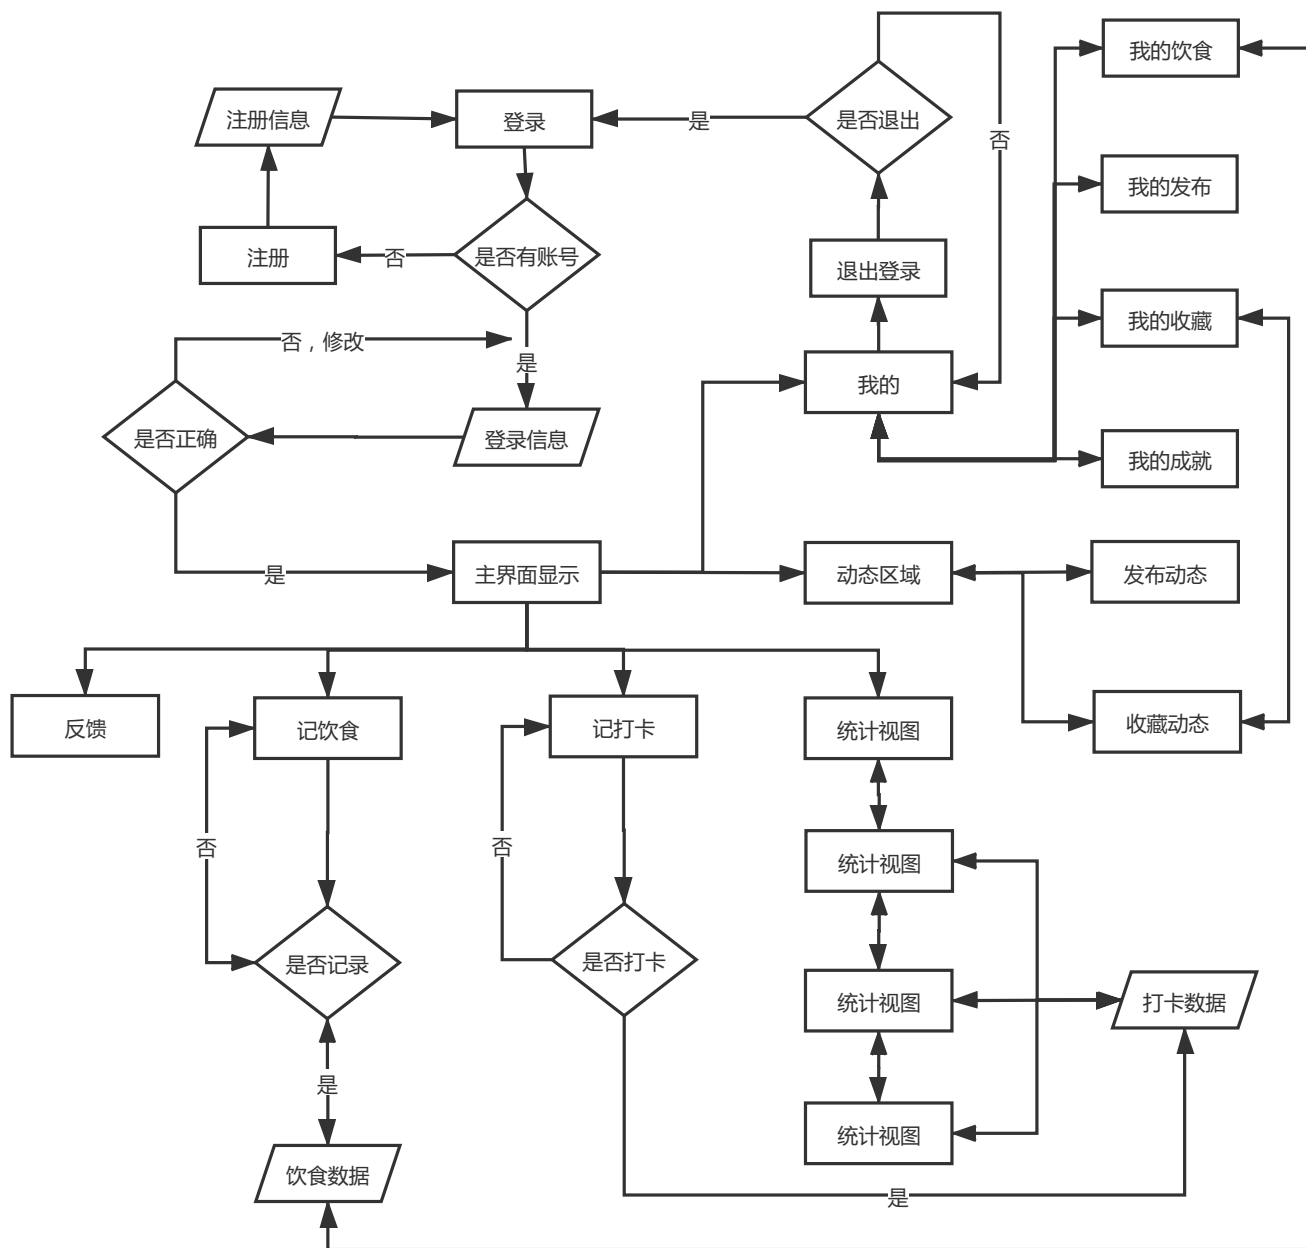 我的饮食
注册信息
登录
是
是否退出
否
我的发布
注册
否
是否有账号
退出登录
我的收藏
否，修改
是
我的
是否正确
登录信息
我的成就
是
主界面显示
动态区域
发布动态
反馈
记饮食
记打卡
统计视图
收藏动态
否
否
统计视图
是否记录
是否打卡
统计视图
打卡数据
是
统计视图
饮食数据
是